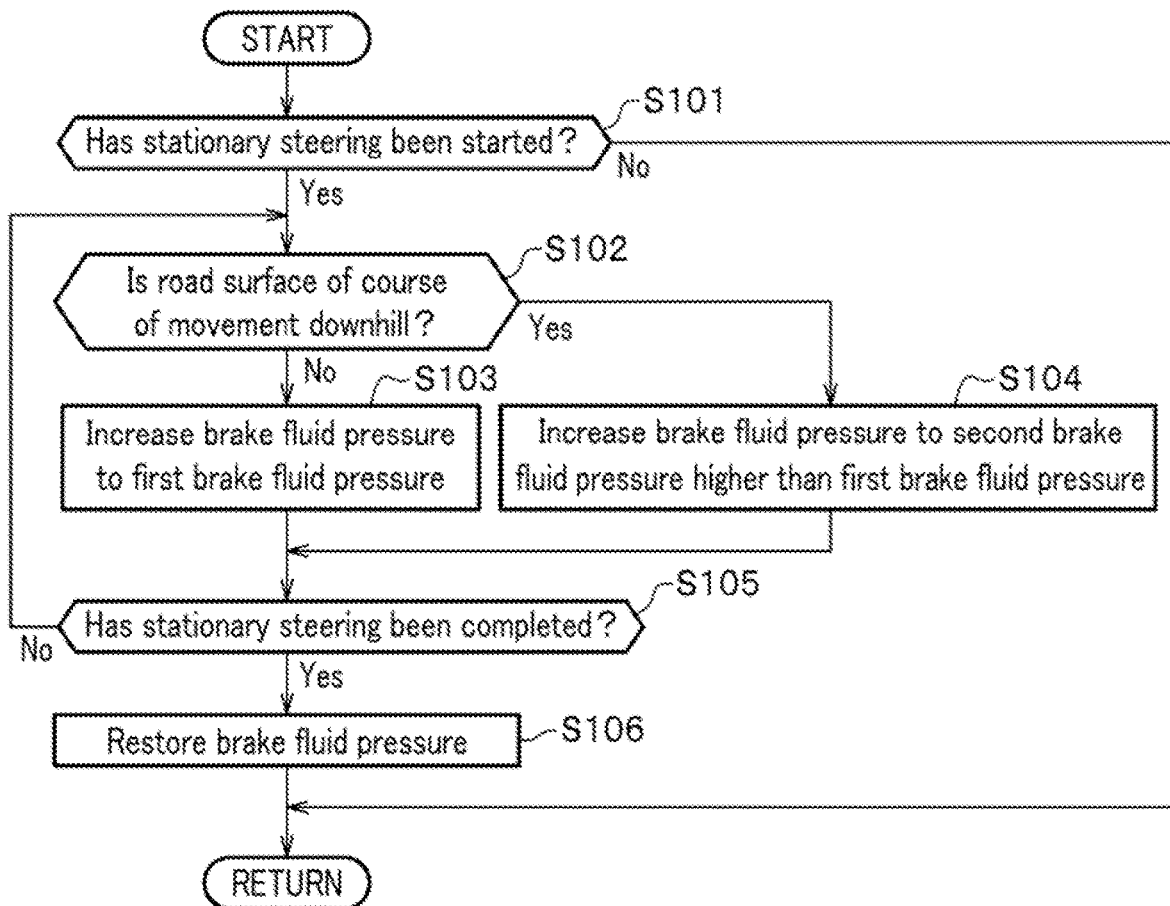 START
S101
Has stationary steering been started?
No
Yes
S102
Is road surface of course
of movement downhill?
Yes
No
S103
Increase brake fluid pressure
to first brake fluid pressure
S104
Increase brake fluid pressure to second brake
fluid pressure higher than first brake fluid pressure
S105
Has stationary steering been completed?
No
Yes
S106
Restore brake fluid pressure
RETURN